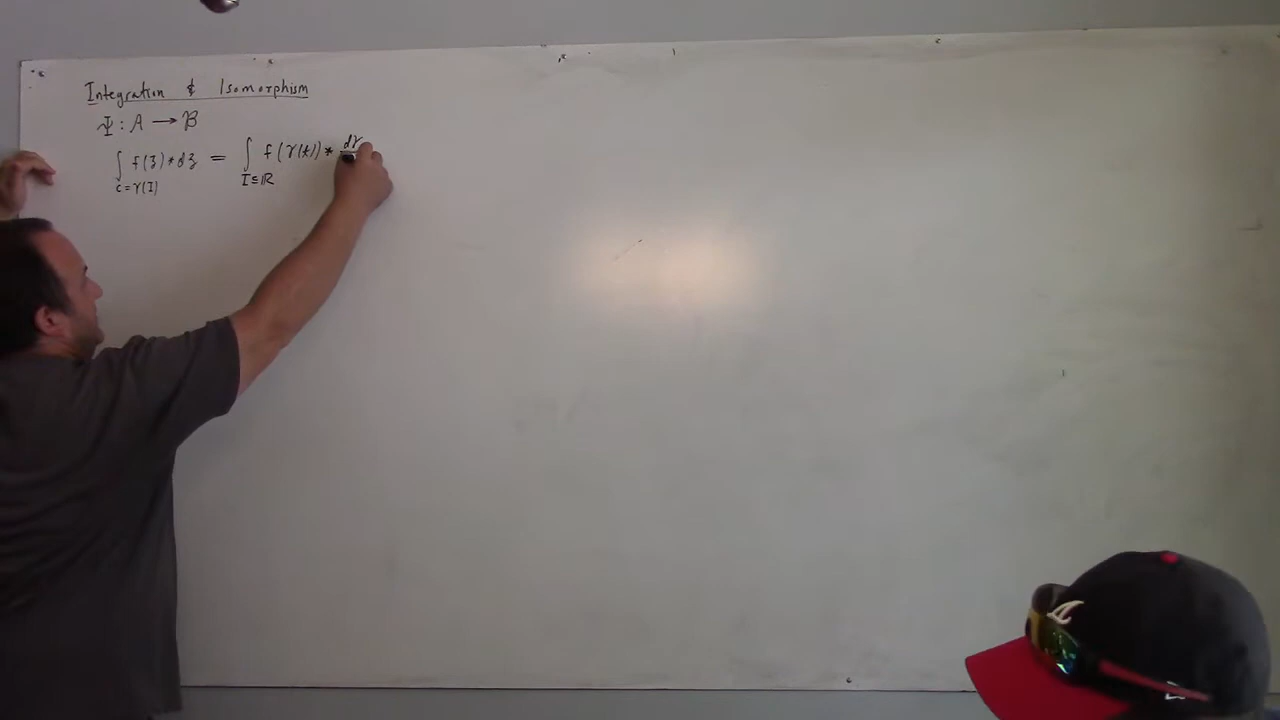 Integration & Isomorphism
Ψ : A → B
∫ f(z) * dz = ∫ f(γ(t)) * dγ
C = γ(I) I ⊆ ℝ